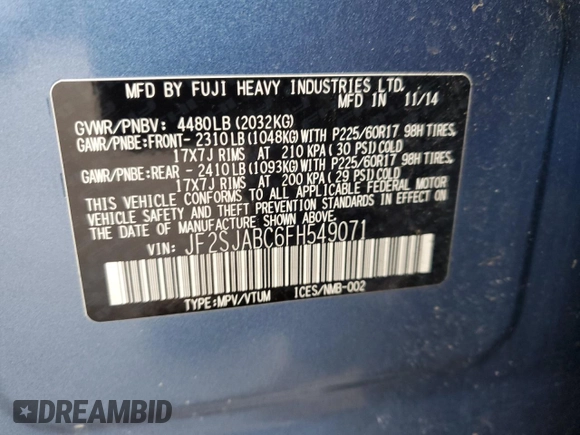 MFD BY FUJI HEAVY INDUSTRIES LTD.
MFD IN 11/14
GVWR/PNBV: 4480LB (2032KG)
GAWR/PNBE:FRONT- 2310LB (1048KG) WITH P225/60R17 98H TIRES,
17X7J RIMS AT 210 KPA ( 30 PSI) COLD
GAWR/PNBE:REAR - 2410LB (1093KG) WITH P225/60R17 98H TIRES,
17X7J RIMS AT 200 KPA ( 29 PSI) COLD
THIS VEHICLE CONFORMS TO ALL APPLICABLE FEDERAL MOTOR
VEHICLE SAFETY AND THEFT PREVENTION STANDARDS IN EFFECT ON
THE DATE OF MANUFACTURE SHOWN ABOVE.
VIN: JF2SJABC6FH549071
TYPE:MPV/VTUM ICES/NMB-002
DREAMBID